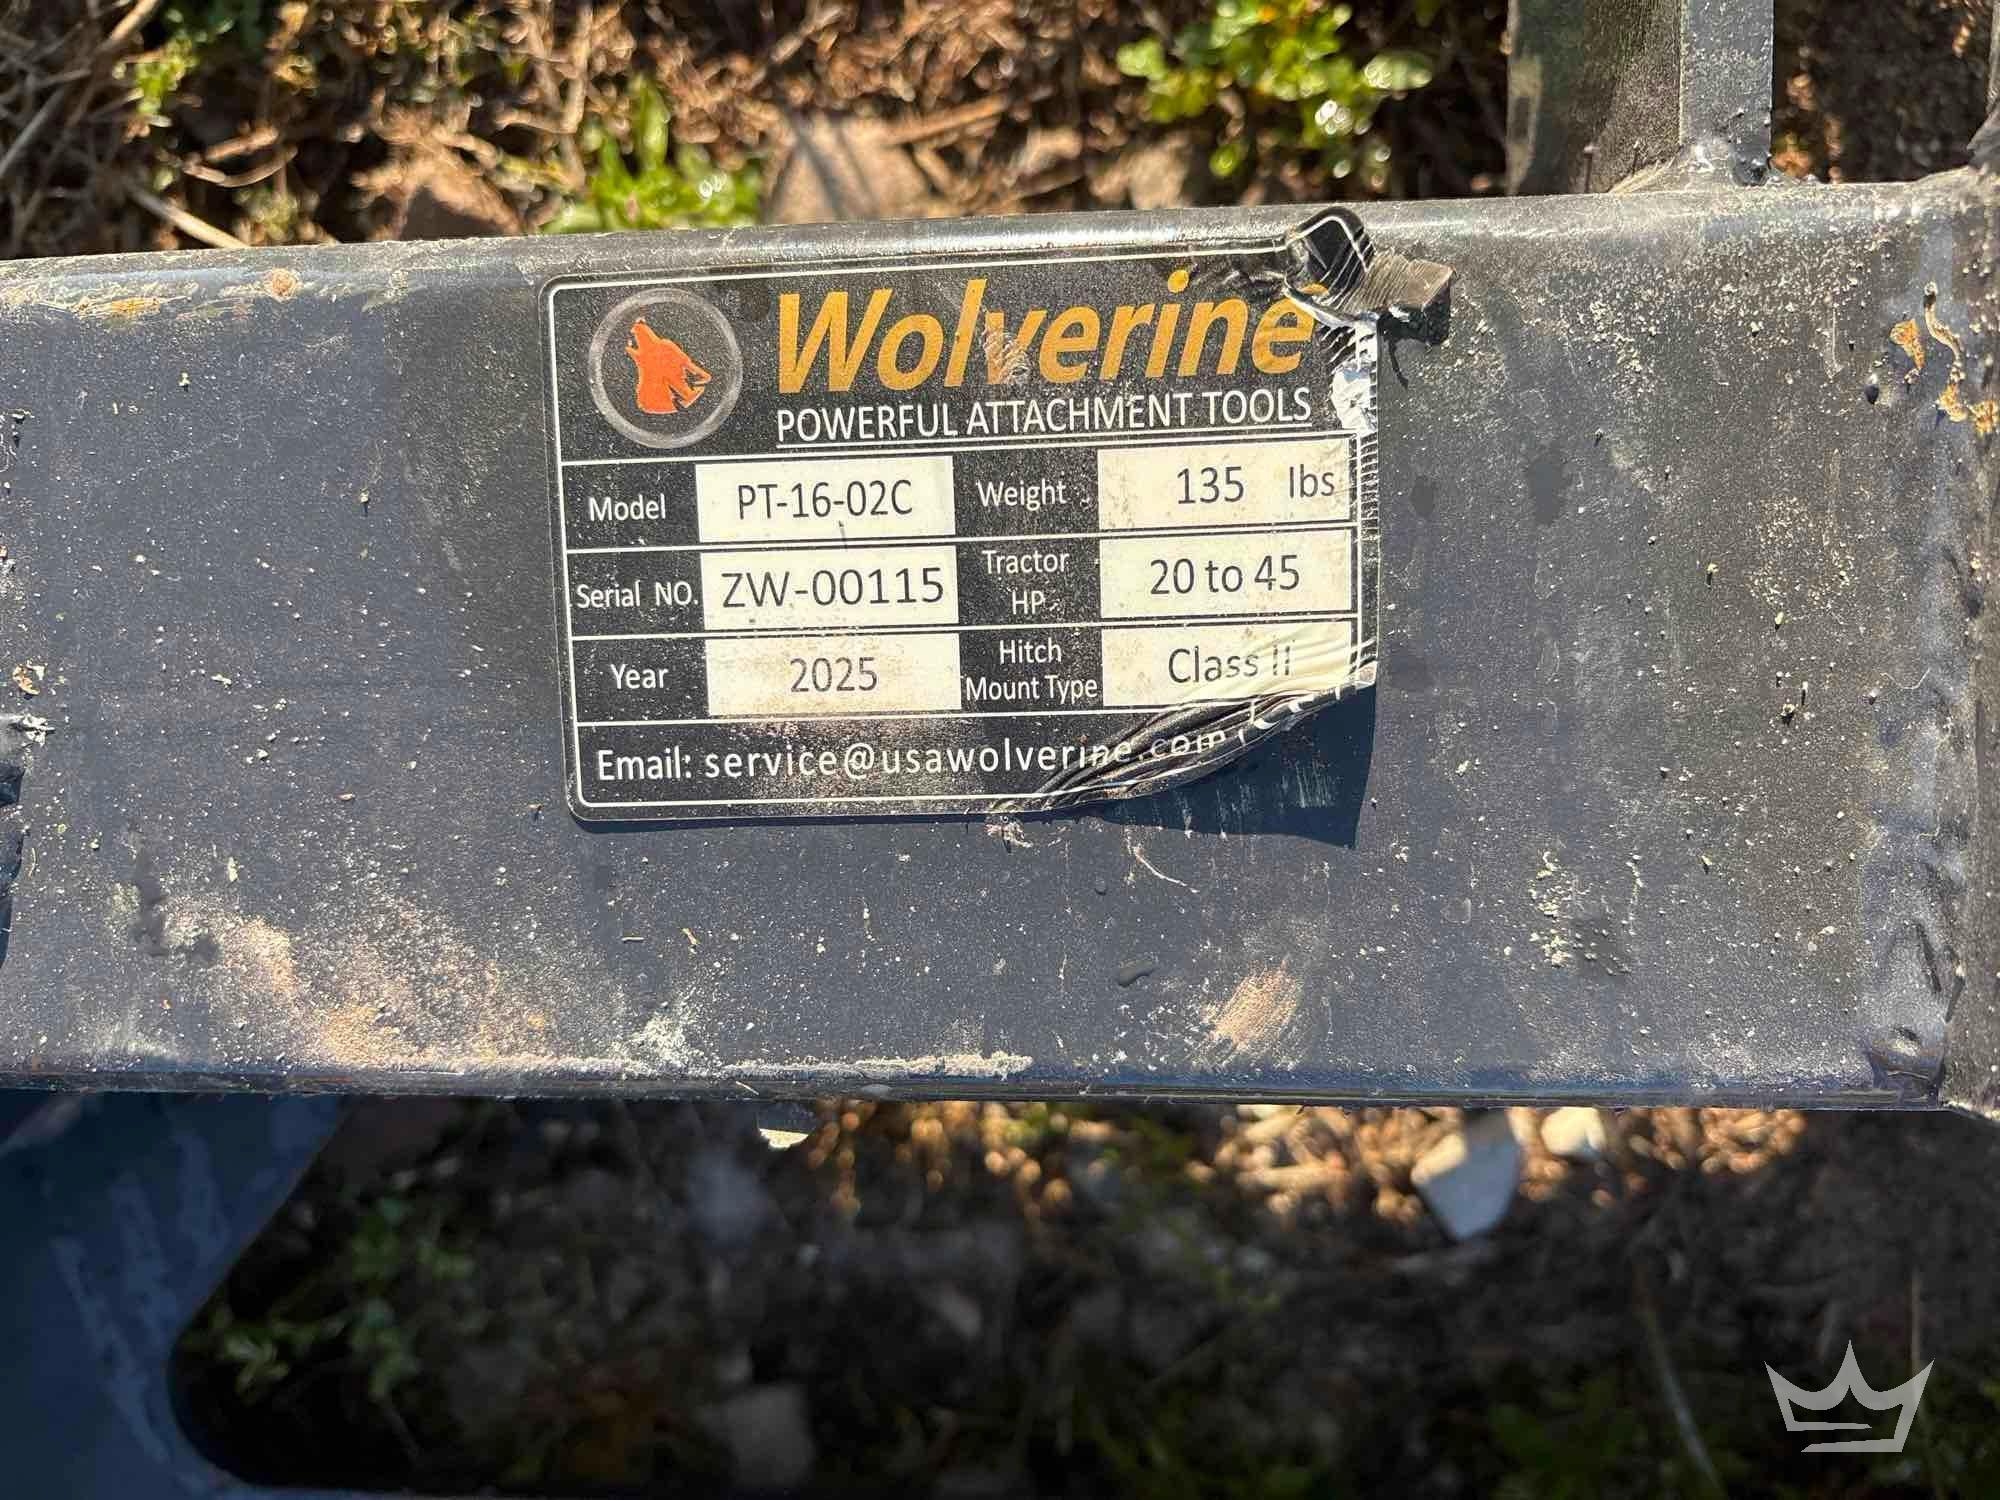 Wolverine
POWERFUL ATTACHMENT TOOLS
Model PT-16-02C Weight 135 lbs
Serial NO. ZW-00115 Tractor HP 20 to 45
Year 2025 Hitch Mount Type Class II
Email: service@usawolverine.com